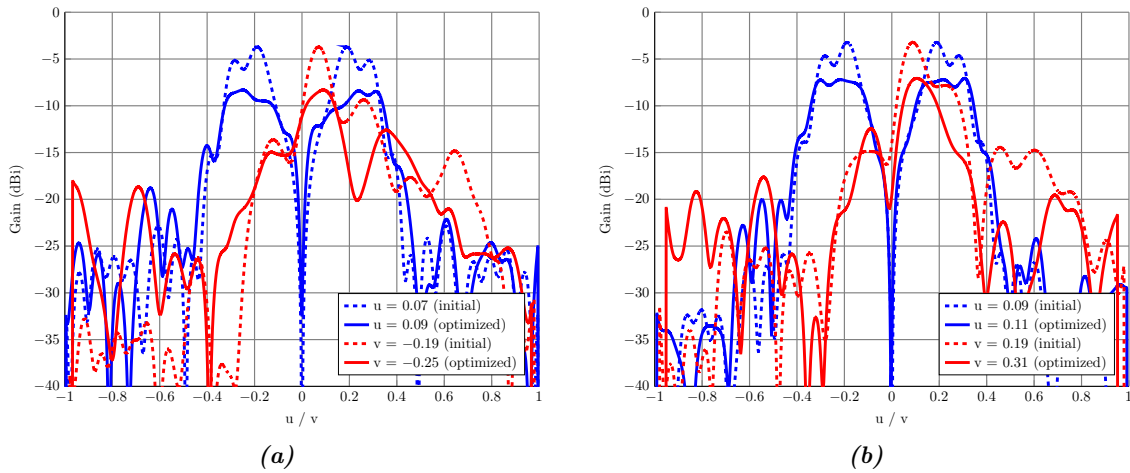 0
−5
−10
−15
−20
−25
−30
−35
−40
Gain (dBi)
−1
−0.8
−0.6
−0.4
−0.2
0
0.2
0.4
0.6
0.8
1
u / v
u = 0.07 (initial)
u = 0.09 (optimized)
v = −0.19 (initial)
v = −0.25 (optimized)
(a)
0
−5
−10
−15
−20
−25
−30
−35
−40
Gain (dBi)
−1
−0.8
−0.6
−0.4
−0.2
0
0.2
0.4
0.6
0.8
1
u / v
u = 0.09 (initial)
u = 0.11 (optimized)
v = 0.19 (initial)
v = 0.31 (optimized)
(b)